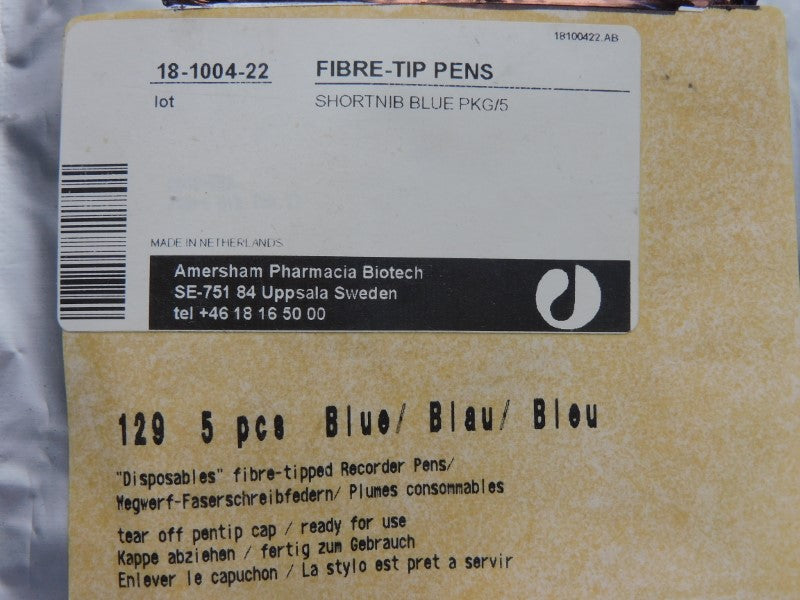 18100422.AB
18-1004-22 FIBRE-TIP PENS
lot SHORTNIB BLUE PKG/5
MADE IN NETHERLANDS
Amersham Pharmacia Biotech
SE-751 84 Uppsala Sweden
tel +46 18 16 50 00
129 5 pcs Blue/ Blau/ Bleu
"Disposables" fibre-tipped Recorder Pens/
Wegwerf-Faserschreibfedern/ Plumes consommables
tear off pentip cap / ready for use
Kappe abziehen / fertig zum Gebrauch
Enlever le capuchon / La stylo est pret a servir